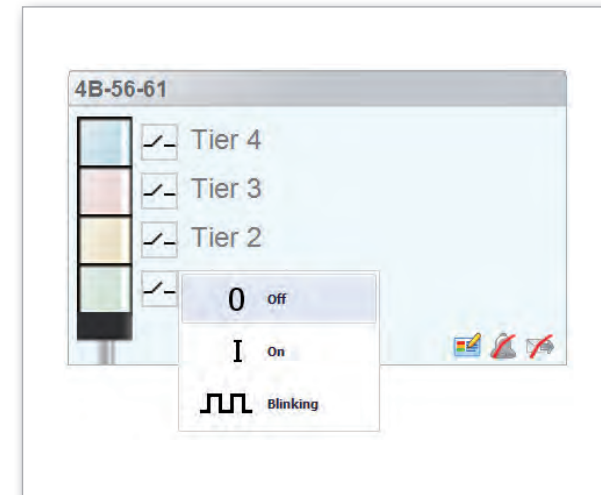 4B-56-61
Tier 4
Tier 3
Tier 2
0 Off
I On
Blinking